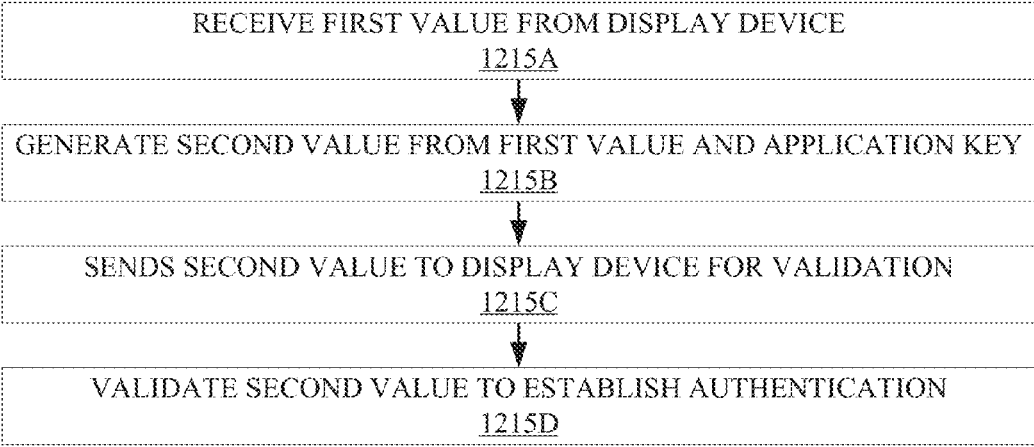 RECEIVE FIRST VALUE FROM DISPLAY DEVICE
1215A
GENERATE SECOND VALUE FROM FIRST VALUE AND APPLICATION KEY
1215B
SENDS SECOND VALUE TO DISPLAY DEVICE FOR VALIDATION
1215C
VALIDATE SECOND VALUE TO ESTABLISH AUTHENTICATION
1215D